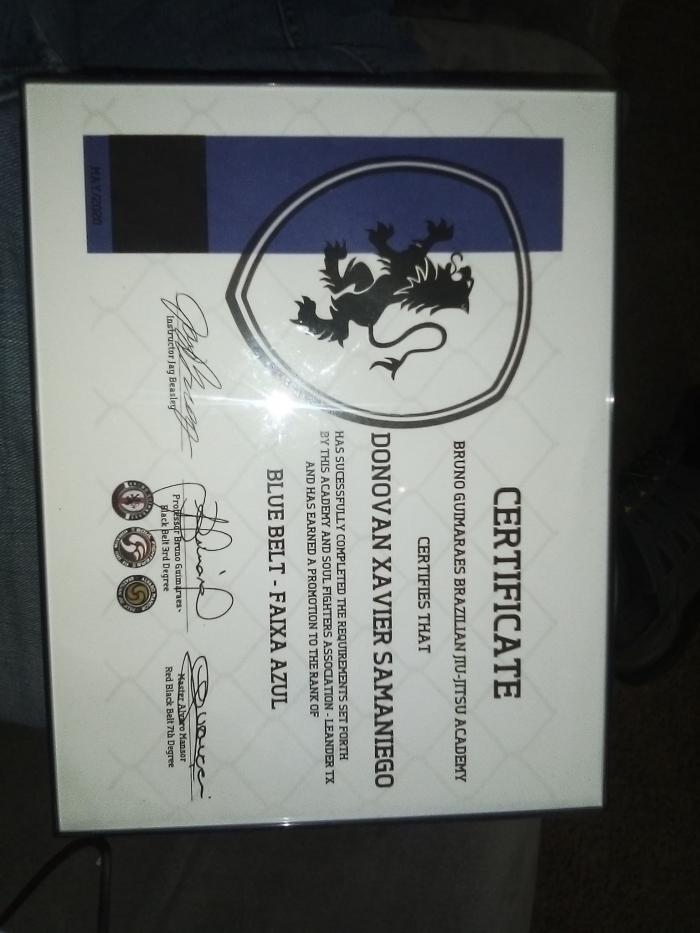 CERTIFICATE
BRUNO GUIMARAES BRAZILIAN JIU-JITSU ACADEMY
CERTIFIES THAT
DONOVAN XAVIER SAMANIEGO
HAS SUCESSFULLY COMPLETED THE REQUIREMENTS SET FORTH
BY THIS ACADEMY AND SOUL FIGHTERS ASSOCIATION - LEANDER TX
AND HAS EARNED A PROMOTION TO THE RANK OF
BLUE BELT - FAIXA AZUL
MAY/2020
Instructor Jay Beasley
Professor Bruno Guimaraes
Black Belt 3rd Degree
Master Alvaro Mansor
Red Black Belt 7th Degree